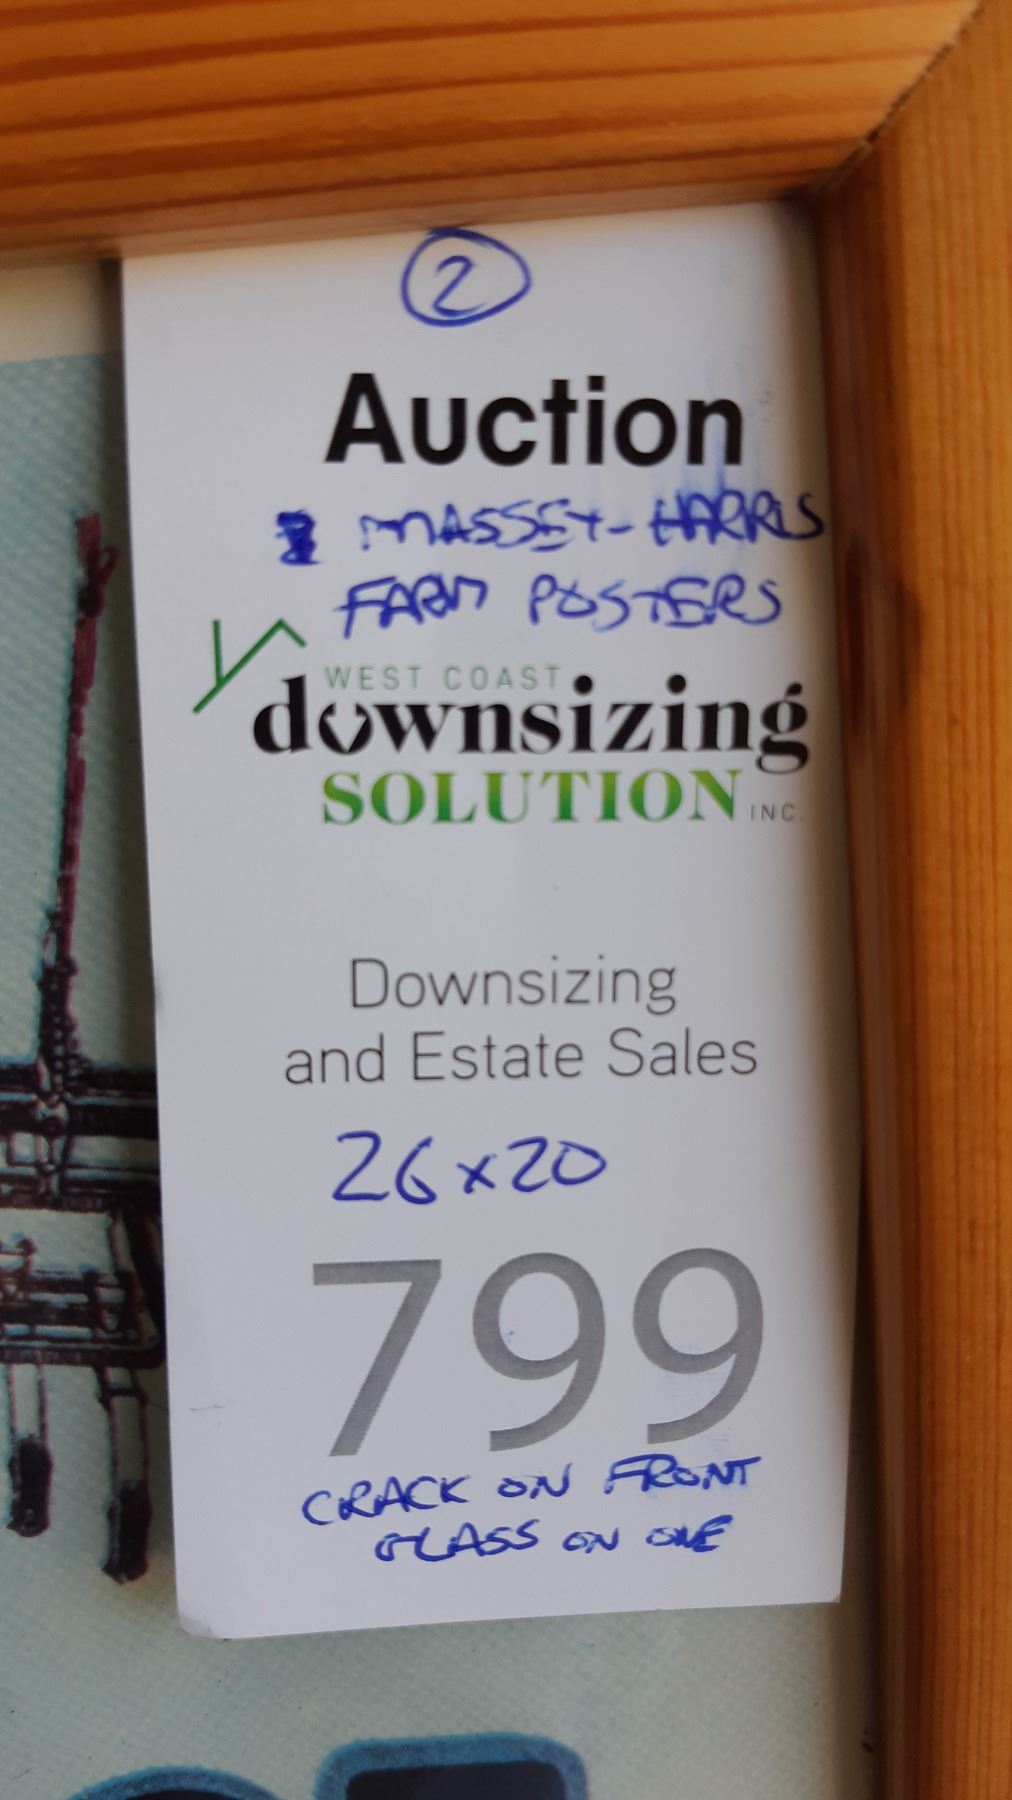 2
Auction
MASSEY-HARRIS
FARM POSTERS
WEST COAST
downsizing
SOLUTION INC.
Downsizing
and Estate Sales
26x20
799
CRACK ON FRONT
GLASS ON ONE